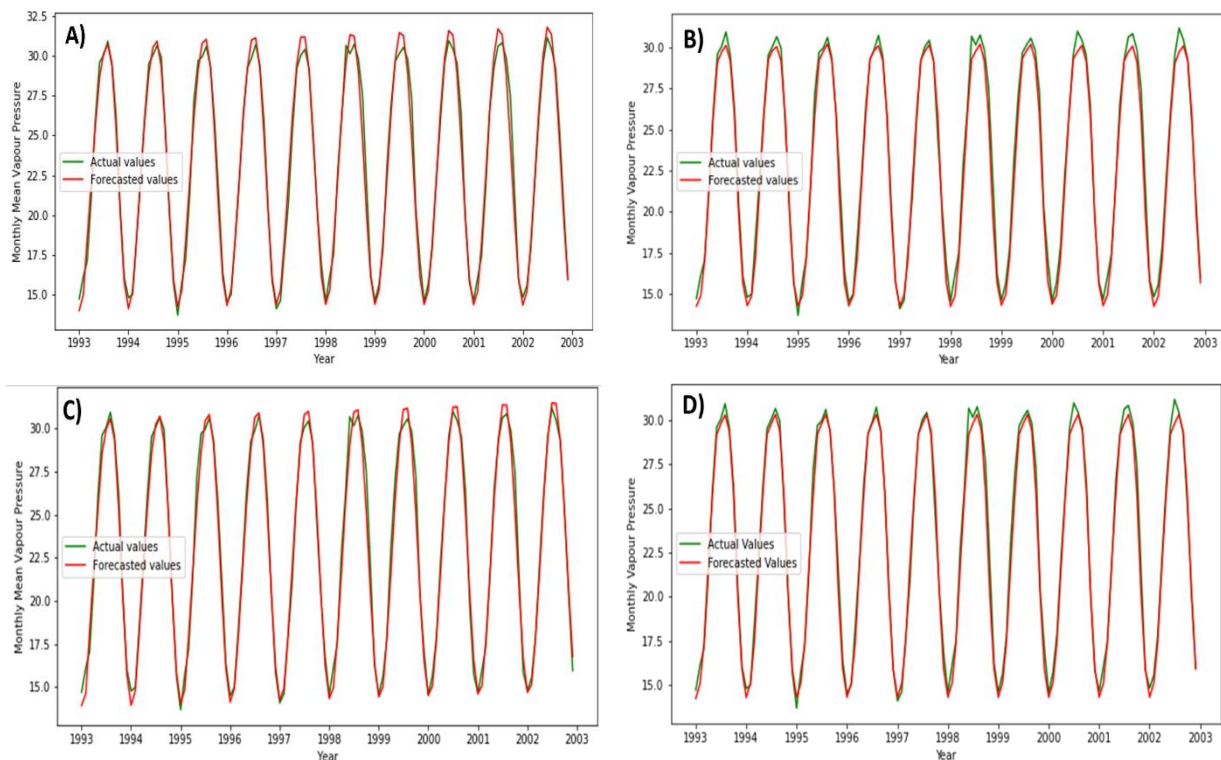 A)
Monthly Mean Vapour Pressure
32.5
30.0
27.5
25.0
22.5
20.0
17.5
15.0
Actual values
Forecasted values
1993 1994 1995 1996 1997 1998 1999 2000 2001 2002 2003
Year
B)
Monthly Vapour Pressure
30.0
27.5
25.0
22.5
20.0
17.5
15.0
Actual values
Forecasted values
1993 1994 1995 1996 1997 1998 1999 2000 2001 2002 2003
Year
C)
Monthly Mean Vapour Pressure
30.0
27.5
25.0
22.5
20.0
17.5
15.0
Actual values
Forecasted values
1993 1994 1995 1996 1997 1998 1999 2000 2001 2002 2003
Year
D)
Monthly Vapour Pressure
30.0
27.5
25.0
22.5
20.0
17.5
15.0
Actual Values
Forecasted Values
1993 1994 1995 1996 1997 1998 1999 2000 2001 2002 2003
Year